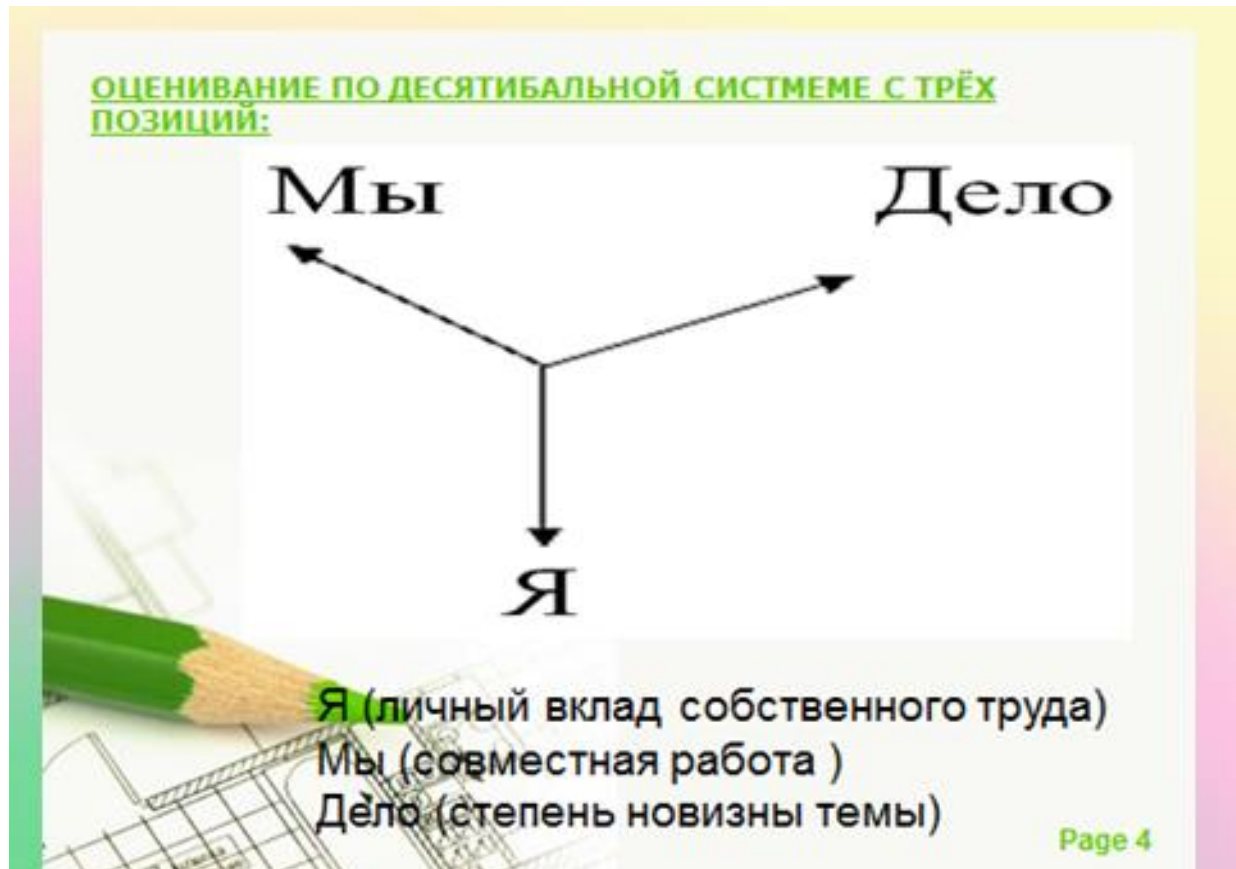 ОЦЕНИВАНИЕ ПО ДЕСЯТИБАЛЬНОЙ СИСТМЕМЕ С ТРЁХ
ПОЗИЦИЙ:
Мы
Дело
Я
Я (личный вклад собственного труда)
Мы (совместная работа )
Дело (степень новизны темы)
Page 4